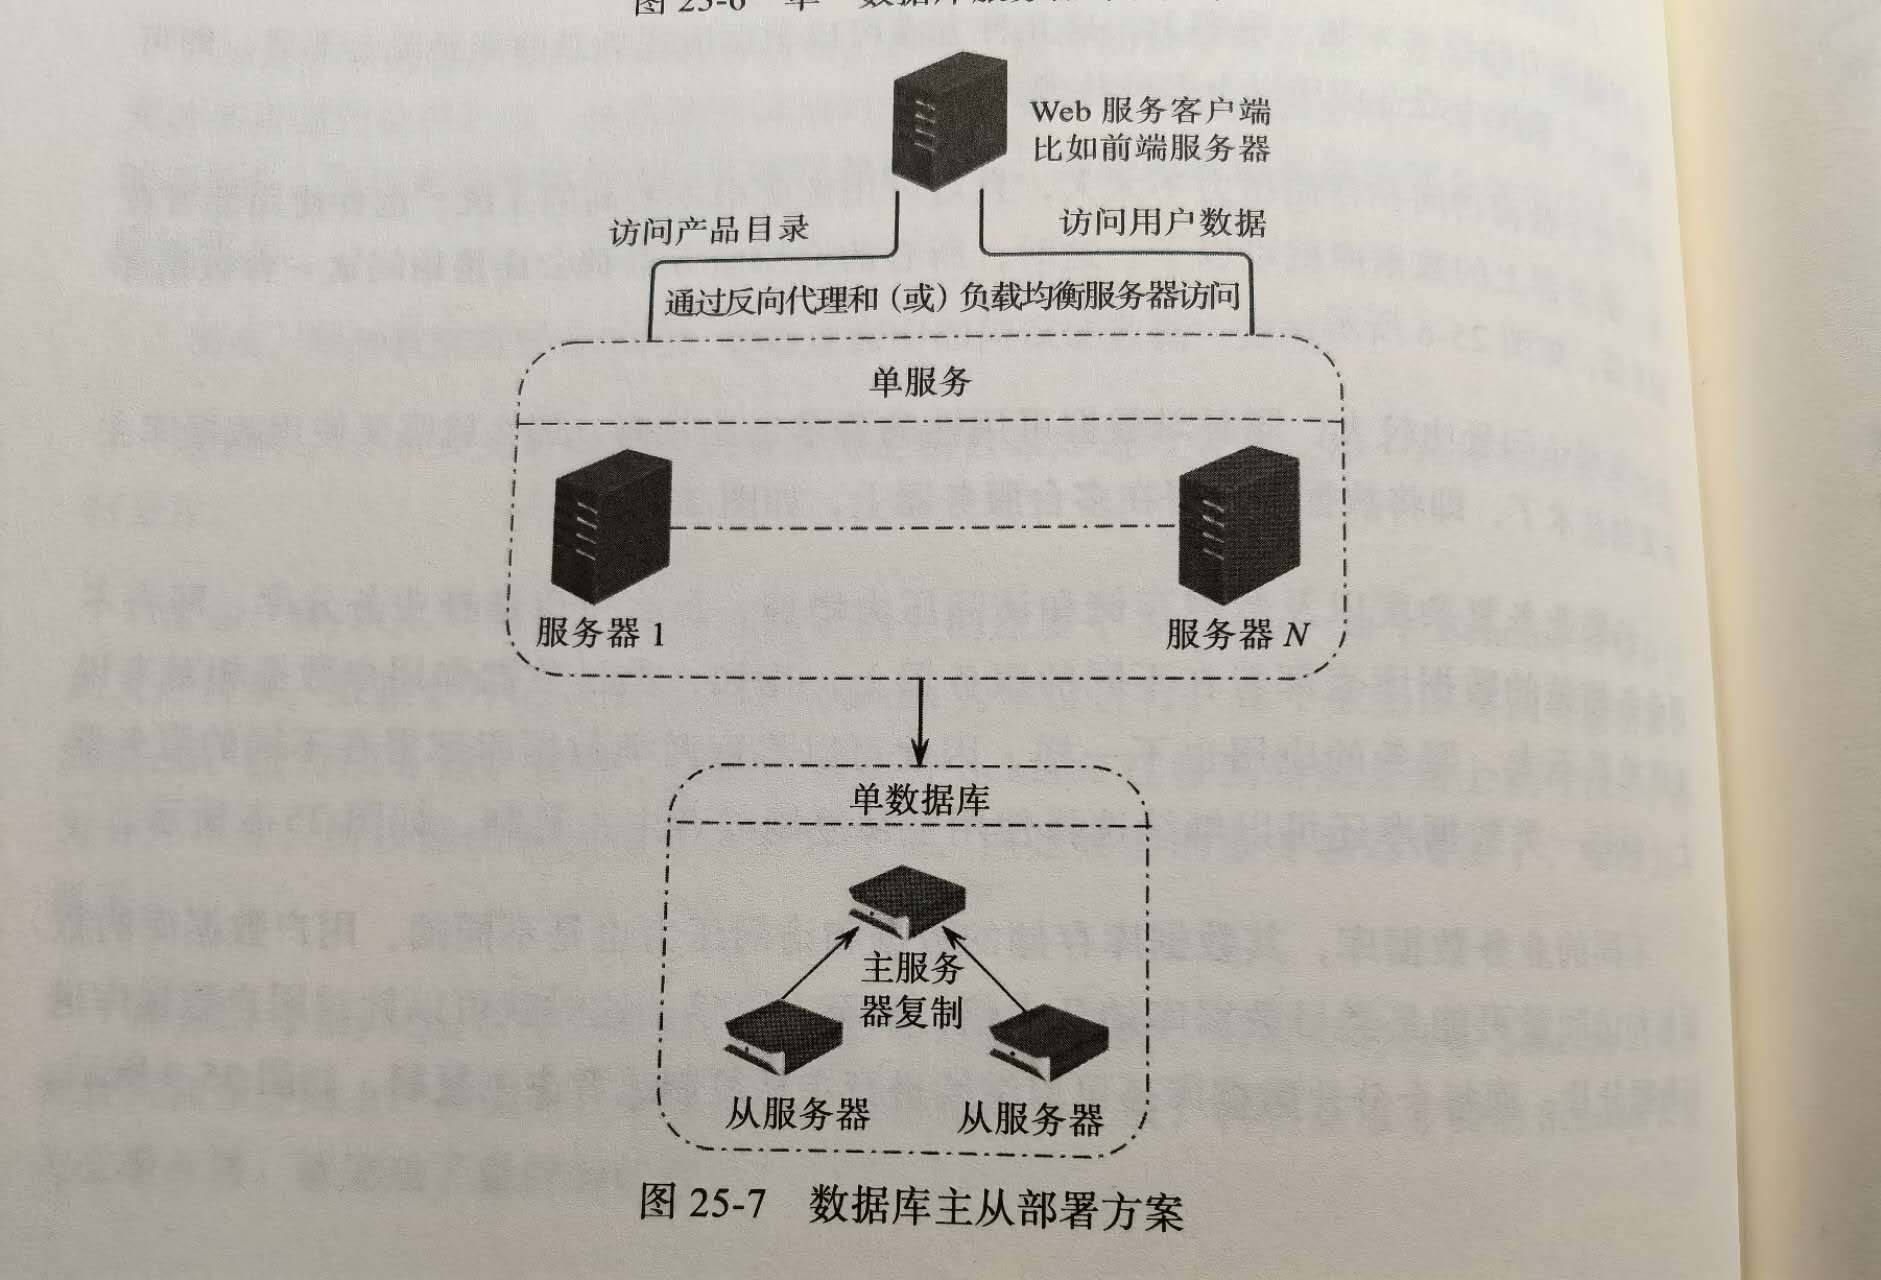 图 25-6 单一数据库服务器
Web 服务客户端
比如前端服务器
访问产品目录
访问用户数据
通过反向代理和（或）负载均衡服务器访问
单服务
服务器 1
服务器 N
单数据库
主服务
器复制
从服务器
从服务器
图 25-7 数据库主从部署方案